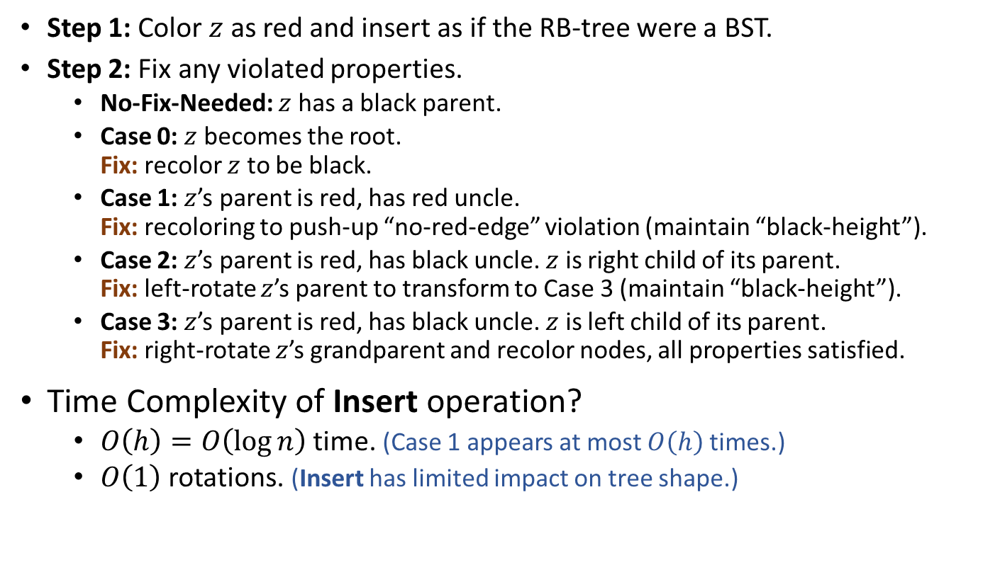 • Step 1: Color z as red and insert as if the RB-tree were a BST.
• Step 2: Fix any violated properties.
• No-Fix-Needed: z has a black parent.
• Case 0: z becomes the root.
Fix: recolor z to be black.
• Case 1: z’s parent is red, has red uncle.
Fix: recoloring to push-up “no-red-edge” violation (maintain “black-height”).
• Case 2: z’s parent is red, has black uncle. z is right child of its parent.
Fix: left-rotate z’s parent to transform to Case 3 (maintain “black-height”).
• Case 3: z’s parent is red, has black uncle. z is left child of its parent.
Fix: right-rotate z’s grandparent and recolor nodes, all properties satisfied.
• Time Complexity of Insert operation?
• O(h) = O(log n) time. (Case 1 appears at most O(h) times.)
• O(1) rotations. (Insert has limited impact on tree shape.)